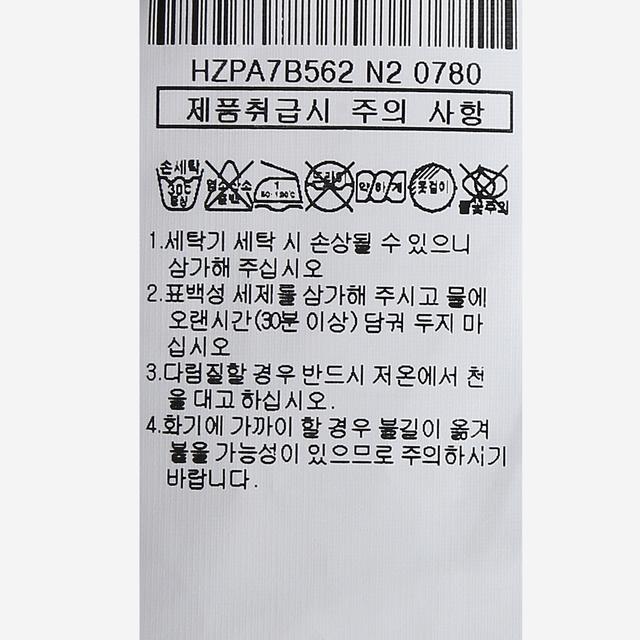 HZPA7B562 N2 0780
제품취급시 주의 사항
손세탁 30℃ 중성
염소산소 표백
1 80-120℃
드라이
약하게
옷걸이
불꽃주의
1.세탁기 세탁 시 손상될 수 있으니
삼가해 주십시오
2.표백성 세제를 삼가해 주시고 물에
오랜시간(30분 이상) 담궈 두지 마
십시오
3.다림질할 경우 반드시 저온에서 천
을 대고 하십시오.
4.화기에 가까이 할 경우 불길이 옮겨
붙을 가능성이 있으므로 주의하시기
바랍니다.